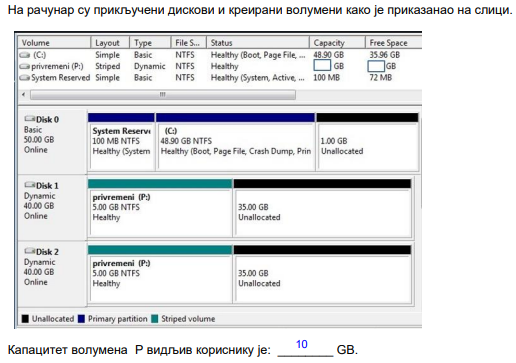 На рачунар су прикључени дискови и креирани волумени како је приказанао на слици.
Volume Layout Type File S... Status Capacity Free Space
(C:) Simple Basic NTFS Healthy (Boot, Page File, ... 48.90 GB 35.96 GB
privremeni (P:) Striped Dynamic NTFS Healthy GB GB
System Reserved Simple Basic NTFS Healthy (System, Active, ... 100 MB 72 MB
Disk 0
Basic
50.00 GB
Online
System Reserve
100 MB NTFS
Healthy (System
(C:)
48.90 GB NTFS
Healthy (Boot, Page File, Crash Dump, Prin
1.00 GB
Unallocated
Disk 1
Dynamic
40.00 GB
Online
privremeni (P:)
5.00 GB NTFS
Healthy
35.00 GB
Unallocated
Disk 2
Dynamic
40.00 GB
Online
privremeni (P:)
5.00 GB NTFS
Healthy
35.00 GB
Unallocated
Unallocated Primary partition Striped volume
Капацитет волумена P видљив кориснику је: 10 GB.